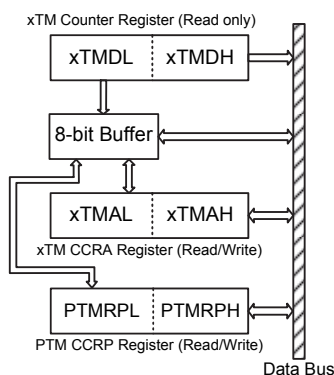 xTM Counter Register (Read only)
xTMDL xTMDH
8-bit Buffer
xTMAL xTMAH
xTM CCRA Register (Read/Write)
PTMRPL PTMRPH
PTM CCRP Register (Read/Write)
Data Bus